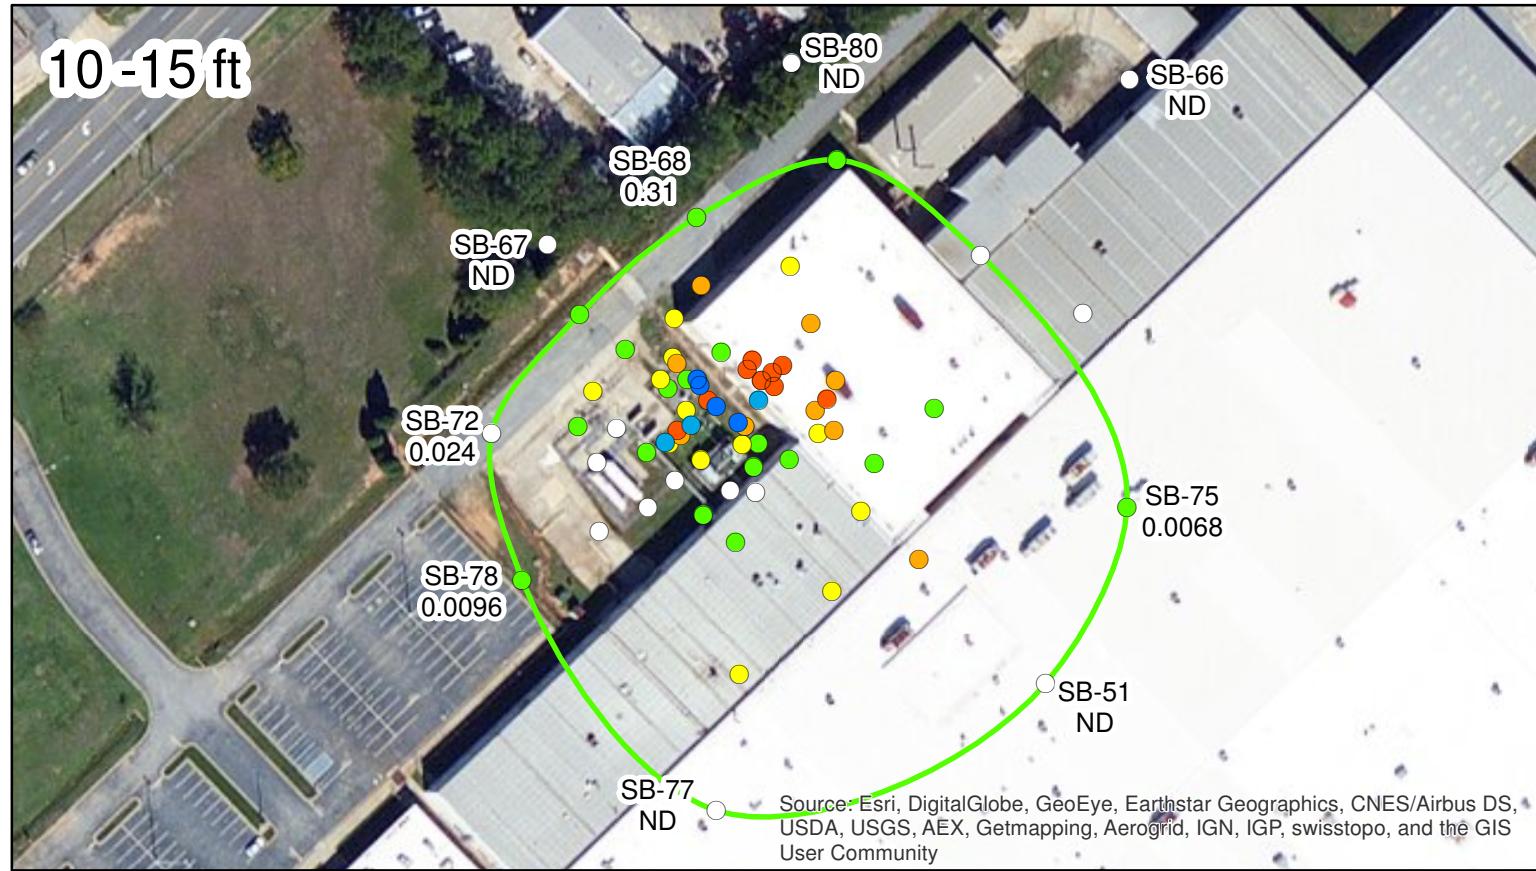 10 -15 ft
SB-80
ND
SB-66
ND
SB-68
0.31
SB-67
ND
SB-72
0.024
SB-75
0.0068
SB-78
0.0096
SB-51
ND
SB-77
ND
Source: Esri, DigitalGlobe, GeoEye, Earthstar Geographics, CNES/Airbus DS,
USDA, USGS, AEX, Getmapping, Aerogrid, IGN, IGP, swisstopo, and the GIS
User Community